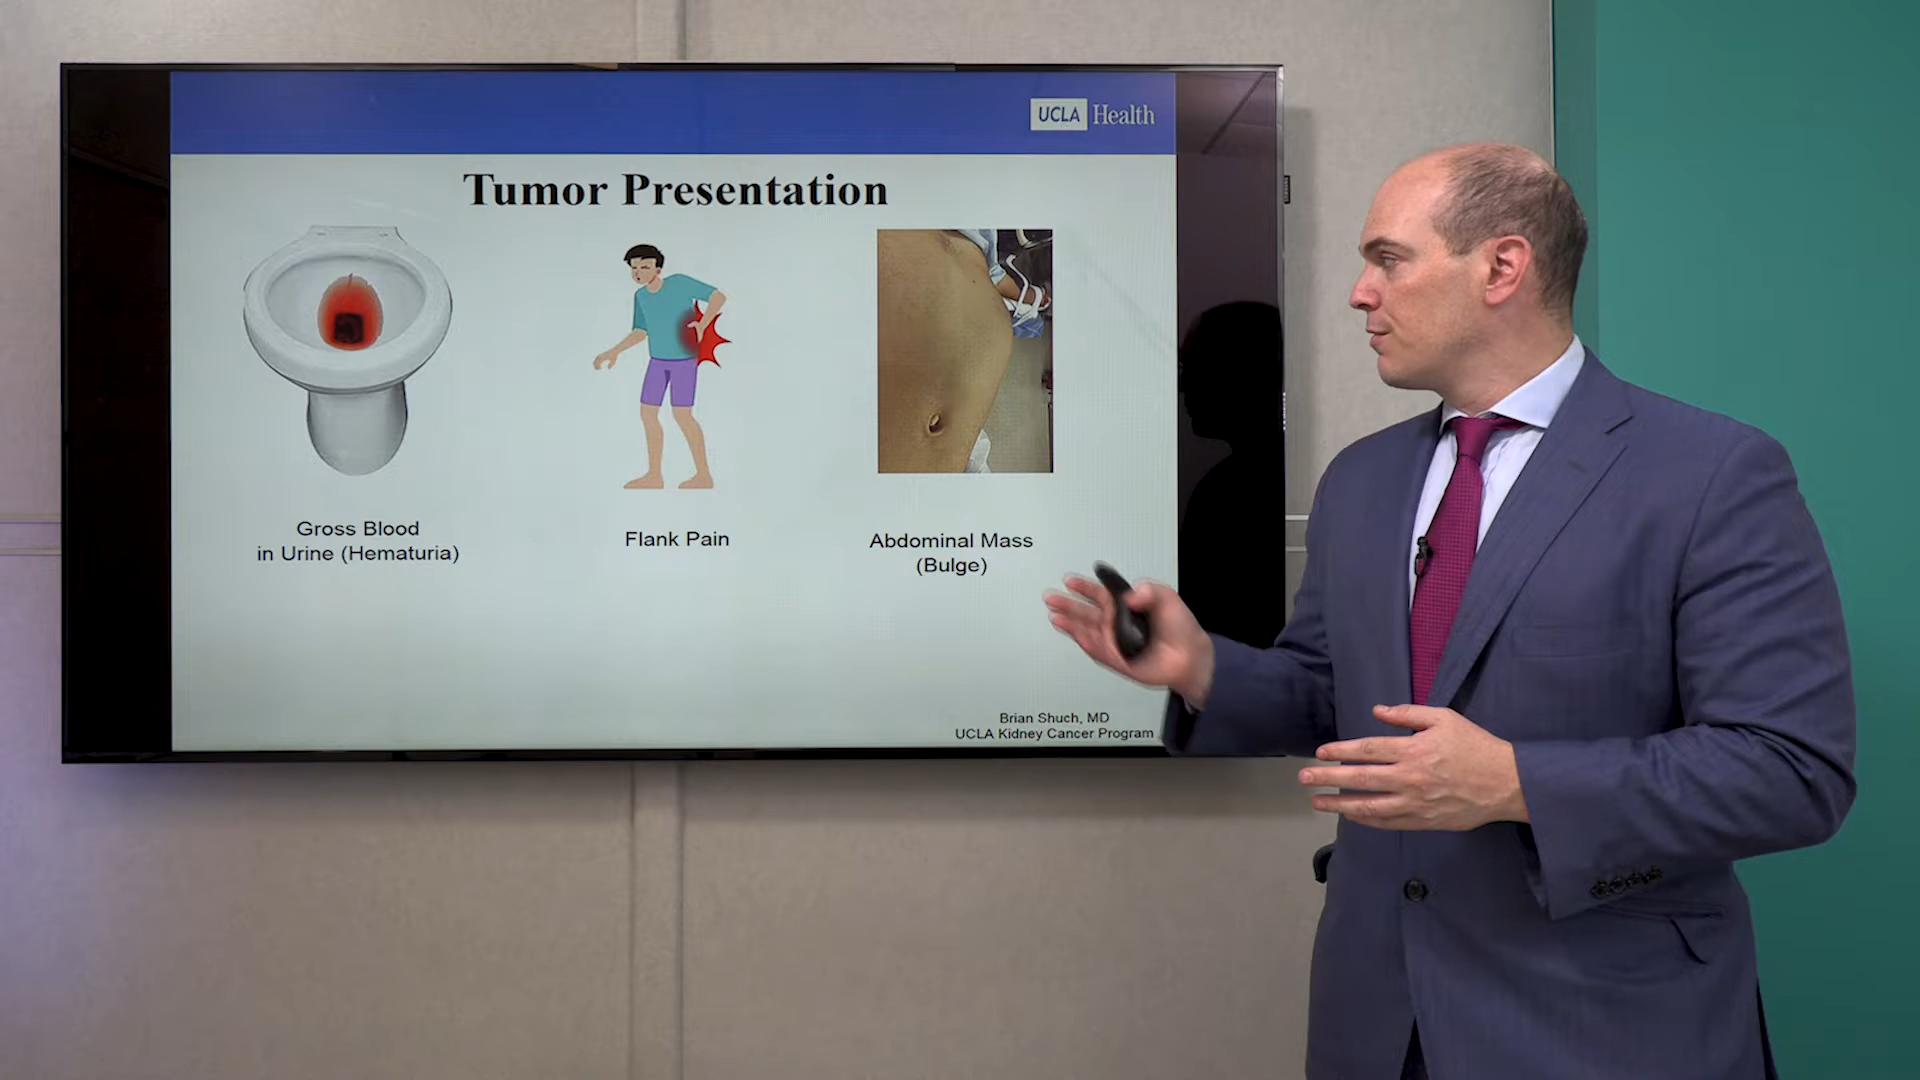 UCLA Health
Tumor Presentation
Gross Blood
in Urine (Hematuria)
Flank Pain
Abdominal Mass
(Bulge)
Brian Shuch, MD
UCLA Kidney Cancer Program